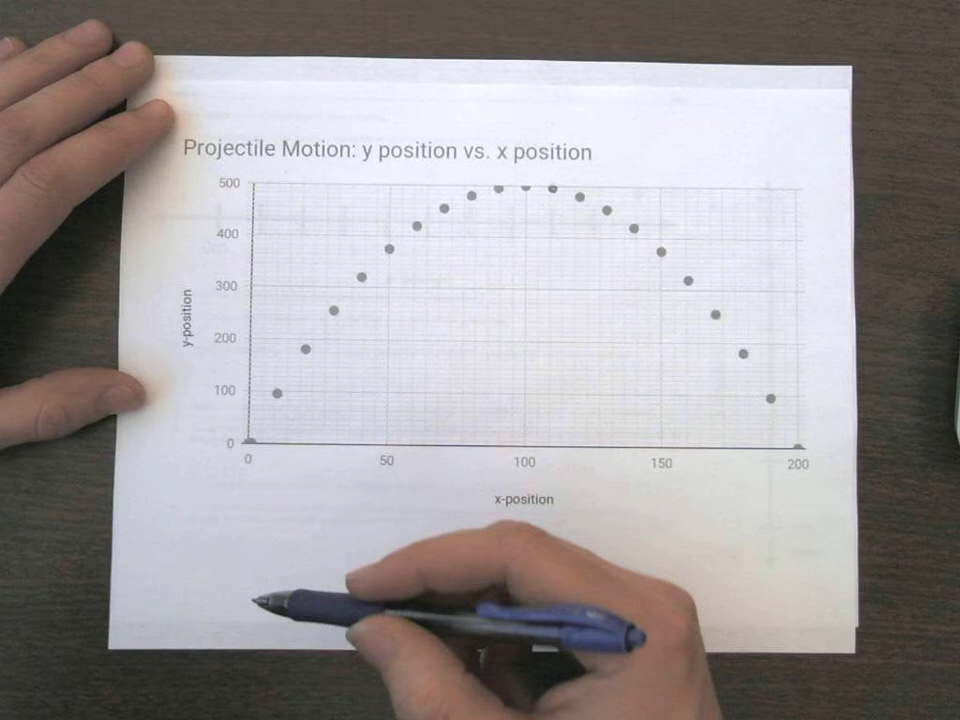 Projectile Motion: y position vs. x position
500
400
300
200
100
0
y-position
0 50 100 150 200
x-position